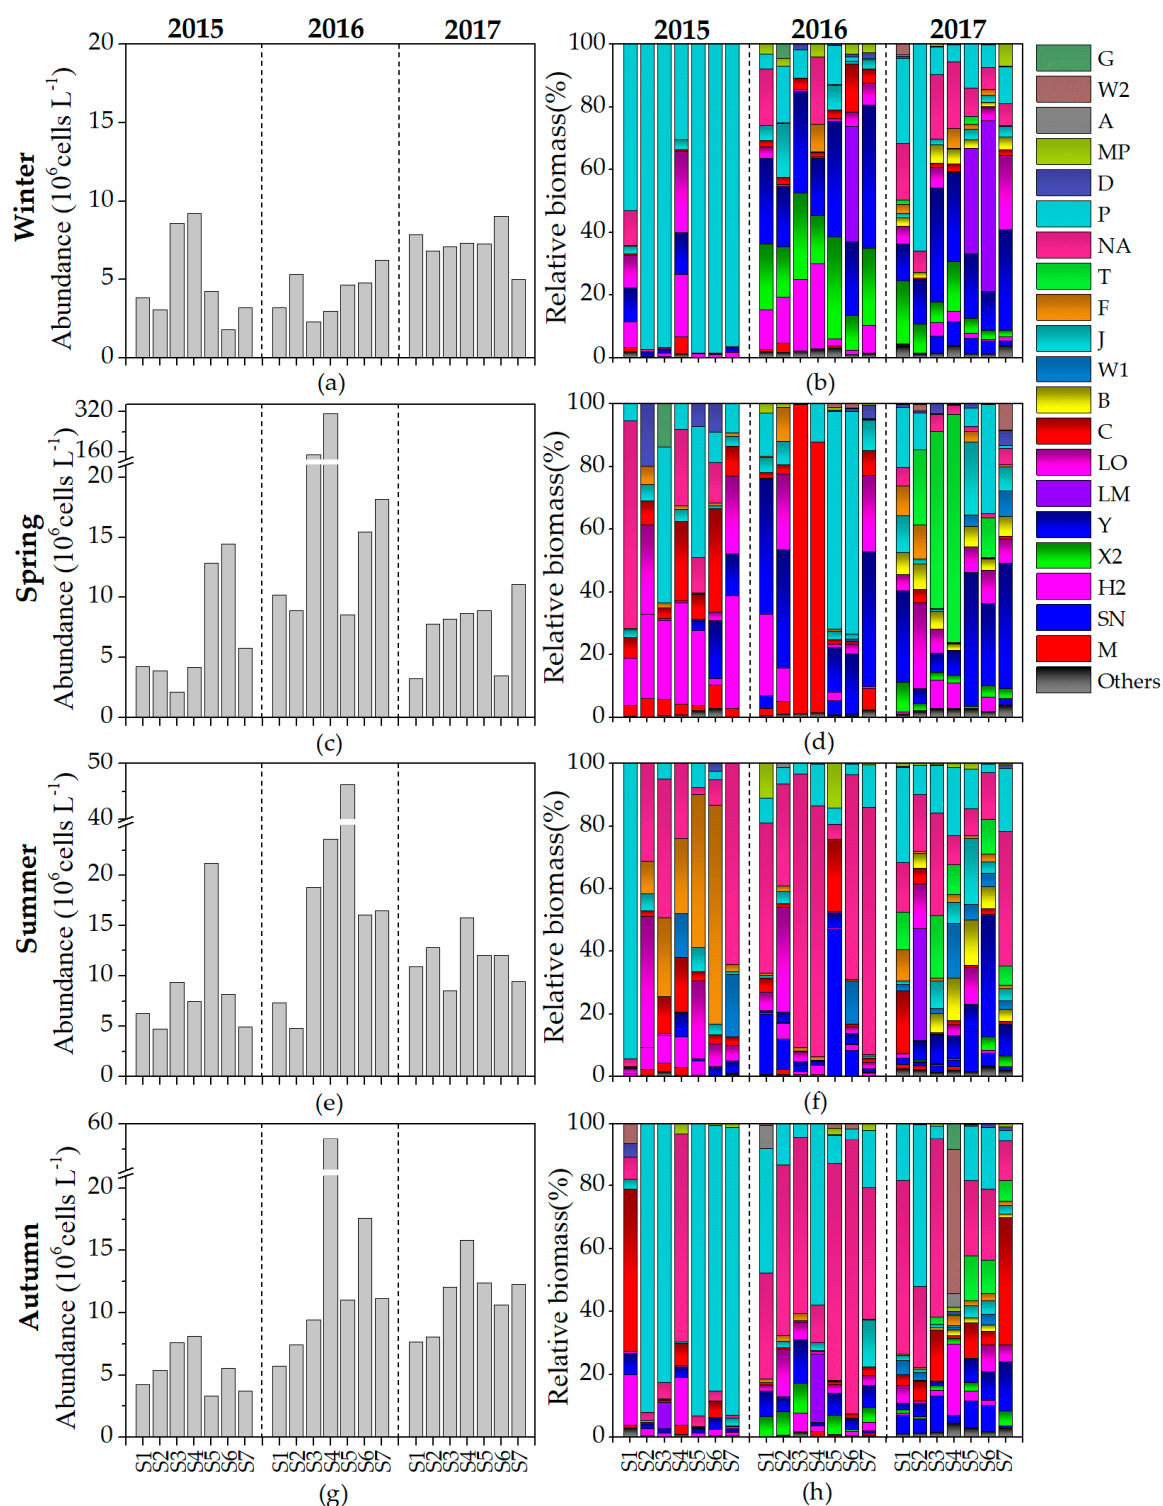 2015 2016 2017 2015 2016 2017
Winter
Abundance (10⁶cells L⁻¹)
20
15
10
5
0
(a)
Relative biomass(%)
100
80
60
40
20
0
(b)
Spring
Abundance (10⁶cells L⁻¹)
320
160
20
15
10
5
0
(c)
Relative biomass(%)
100
80
60
40
20
0
(d)
Summer
Abundance (10⁶cells L⁻¹)
50
40
20
15
10
5
0
(e)
Relative biomass(%)
100
80
60
40
20
0
(f)
Autumn
Abundance (10⁶cells L⁻¹)
60
20
15
10
5
0
S1 S2 S3 S4 S5 S6 S7 S1 S2 S3 S4 S5 S6 S7 S1 S2 S3 S4 S5 S6 S7
(g)
Relative biomass(%)
100
80
60
40
20
0
S1 S2 S3 S4 S5 S6 S7 S1 S2 S3 S4 S5 S6 S7 S1 S2 S3 S4 S5 S6 S7
(h)
G
W2
A
MP
D
P
NA
T
F
J
W1
B
C
LO
LM
Y
X2
H2
SN
M
Others